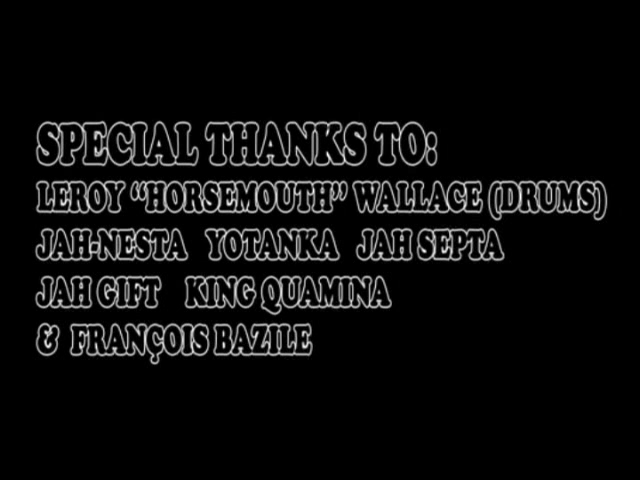 SPECIAL THANKS TO:
LEROY “HORSEMOUTH” WALLACE (DRUMS)
JAH-NESTA YOTANKA JAH SEPTA
JAH GIFT KING QUAMINA
& FRANÇOIS BAZILE